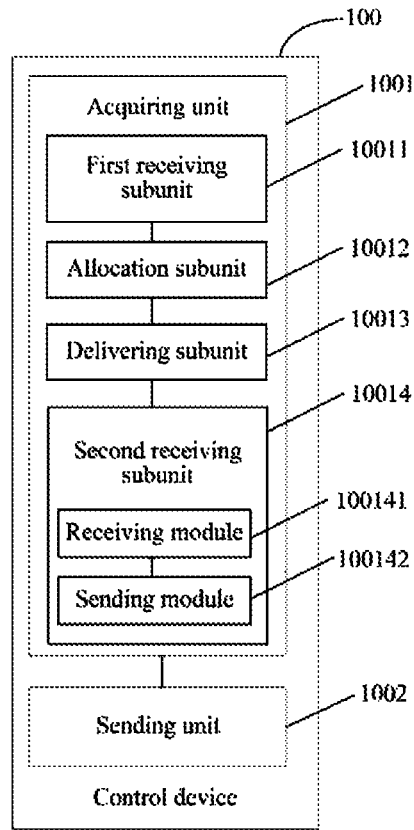 100
Acquiring unit
1001
First receiving
subunit
10011
Allocation subunit
10012
Delivering subunit
10013
Second receiving
subunit
10014
Receiving module
100141
Sending module
100142
Sending unit
1002
Control device